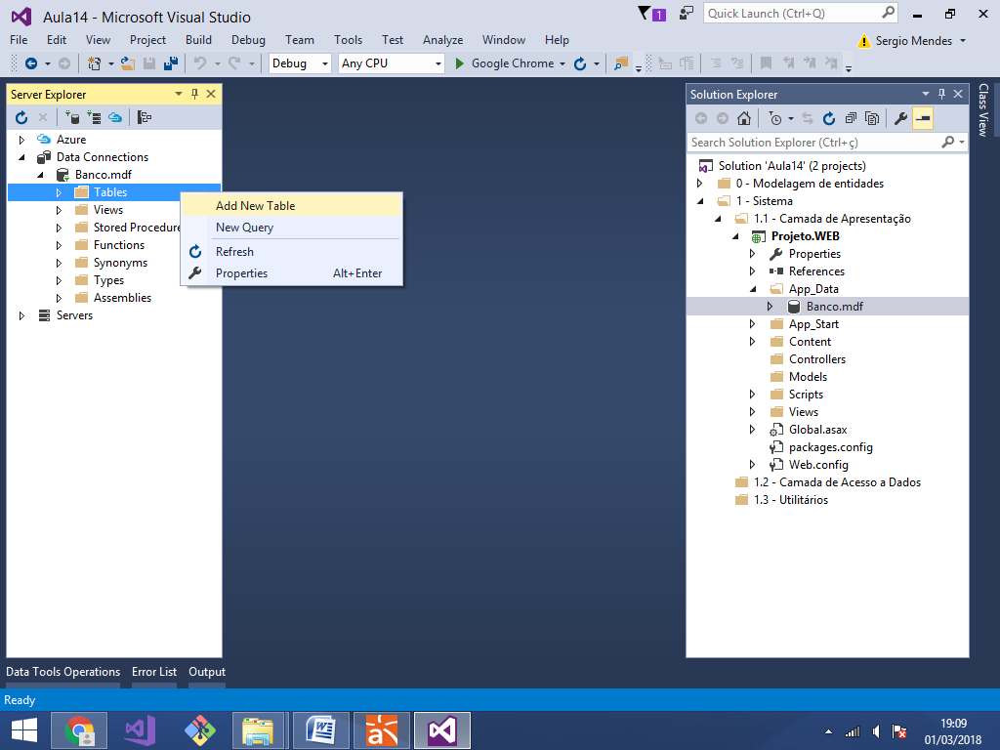 Aula14 - Microsoft Visual Studio
1
Quick Launch (Ctrl+Q)
File Edit View Project Build Debug Team Tools Test Analyze Window Help
Sergio Mendes
Debug Any CPU Google Chrome
Server Explorer
Azure
Data Connections
Banco.mdf
Tables
Views
Stored Procedure
Functions
Synonyms
Types
Assemblies
Servers
Add New Table
New Query
Refresh
Properties Alt+Enter
Solution Explorer
Search Solution Explorer (Ctrl+ç)
Solution 'Aula14' (2 projects)
0 - Modelagem de entidades
1 - Sistema
1.1 - Camada de Apresentação
Projeto.WEB
Properties
References
App_Data
Banco.mdf
App_Start
Content
Controllers
Models
Scripts
Views
Global.asax
packages.config
Web.config
1.2 - Camada de Acesso a Dados
1.3 - Utilitários
Class View
Data Tools Operations Error List Output
Ready
19:09
01/03/2018